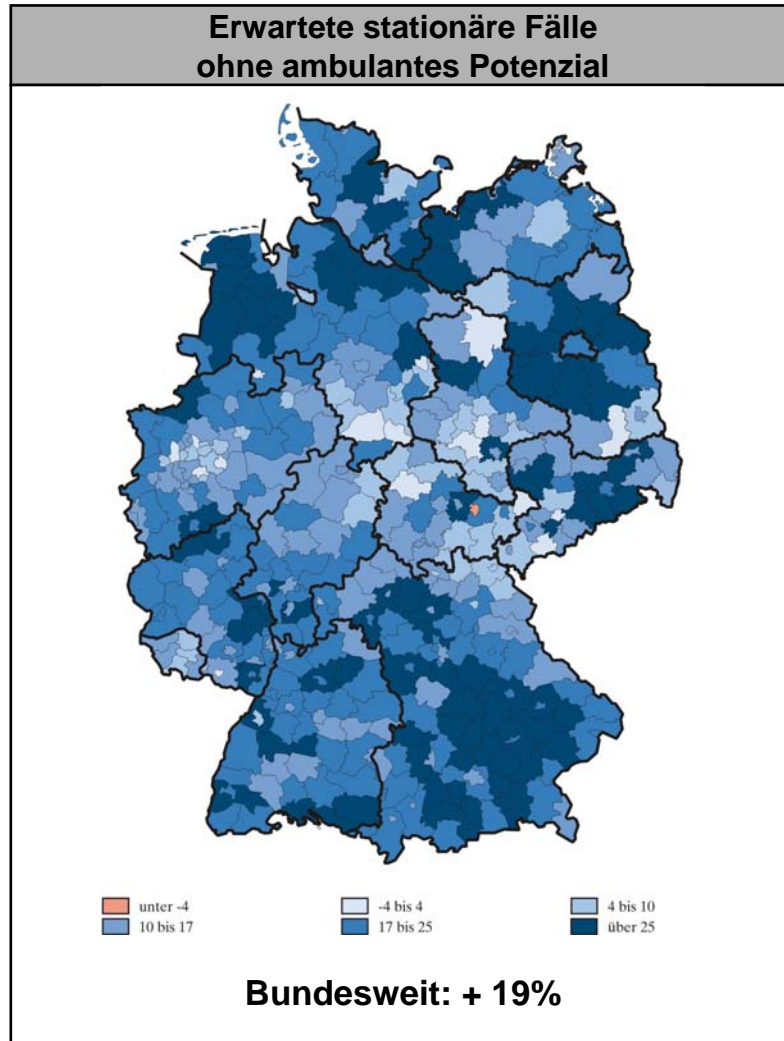 Erwartete stationäre Fälle
ohne ambulantes Potenzial
unter -4
-4 bis 4
4 bis 10
10 bis 17
17 bis 25
über 25
Bundesweit: + 19%